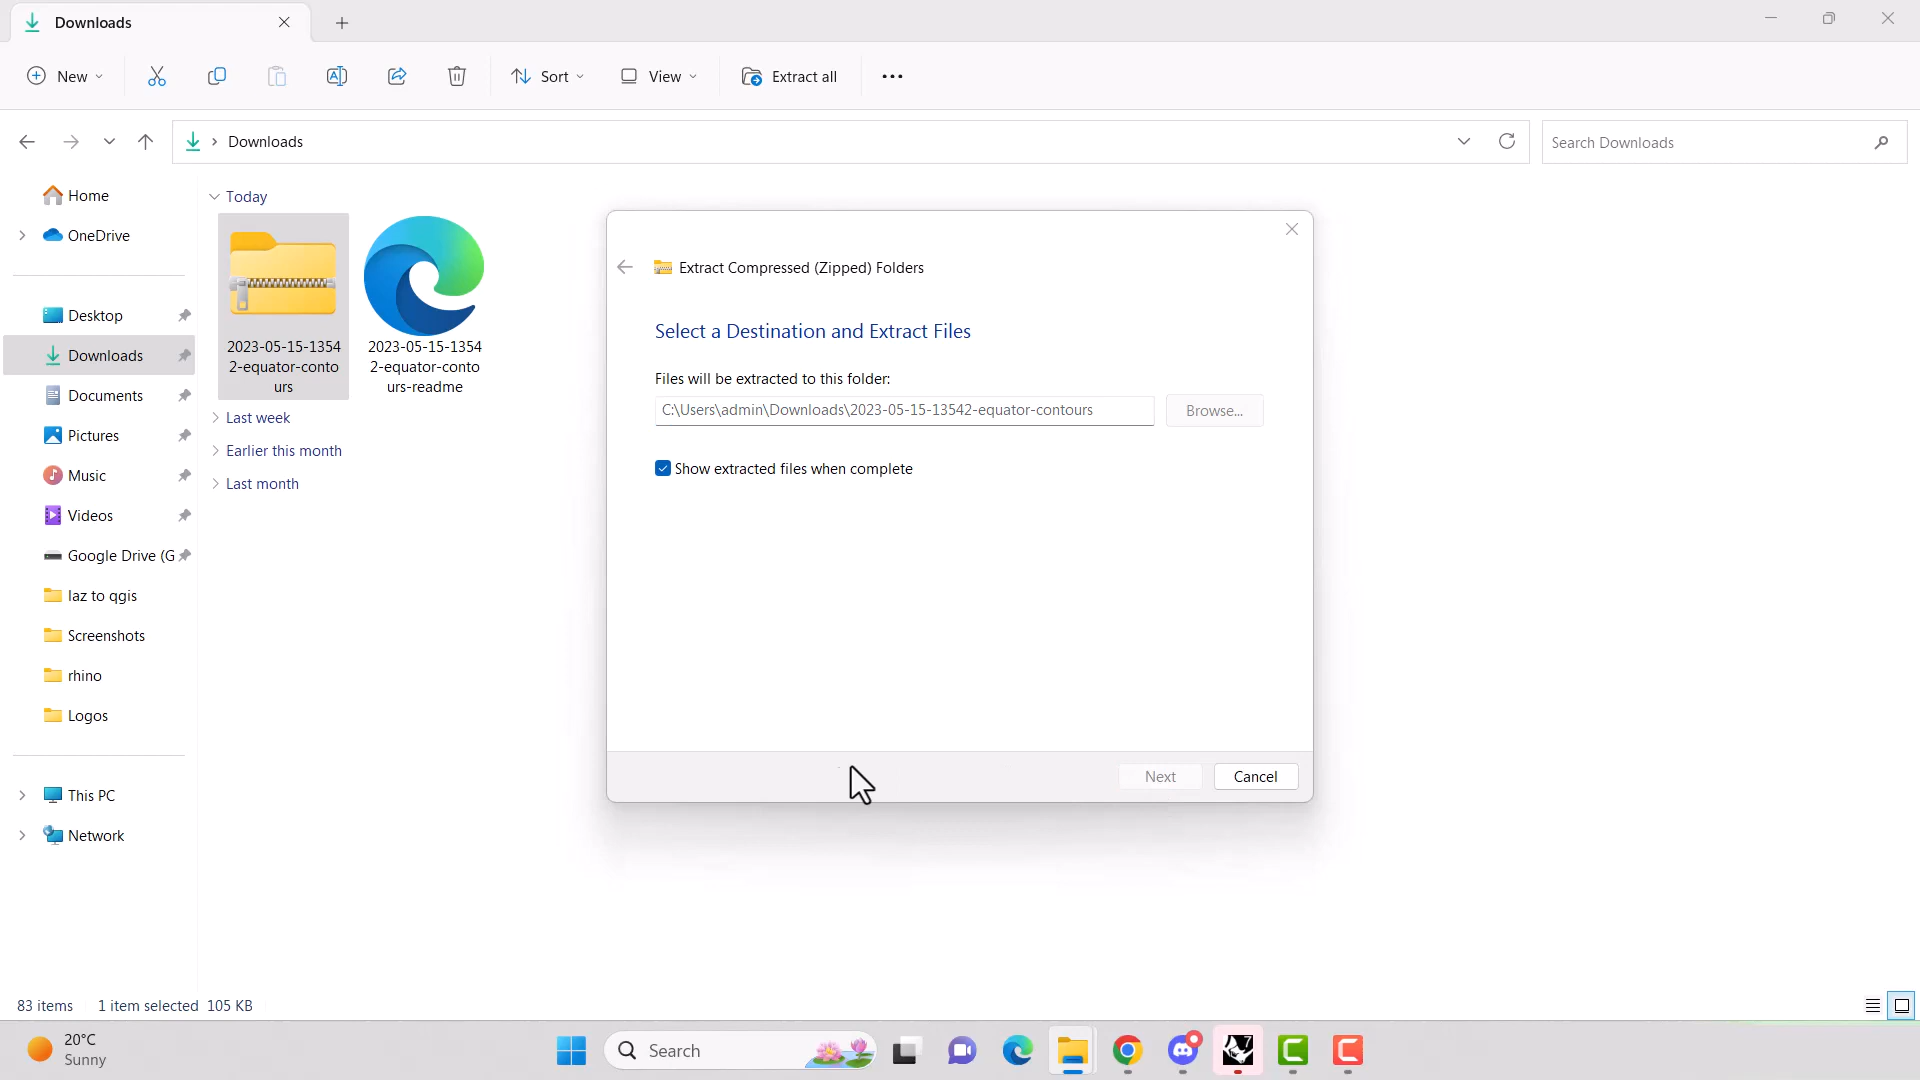 Downloads
New
Sort
View
Extract all
Downloads
Search Downloads
Home
OneDrive
Desktop
Downloads
Documents
Pictures
Music
Videos
Google Drive (G
laz to qgis
Screenshots
rhino
Logos
This PC
Network
Today
2023-05-15-1354
2-equator-conto
urs
2023-05-15-1354
2-equator-conto
urs-readme
Last week
Earlier this month
Last month
Extract Compressed (Zipped) Folders
Select a Destination and Extract Files
Files will be extracted to this folder:
C:\Users\admin\Downloads\2023-05-15-13542-equator-contours
Browse...
Show extracted files when complete
Next
Cancel
83 items
1 item selected 105 KB
20°C
Sunny
Search
7